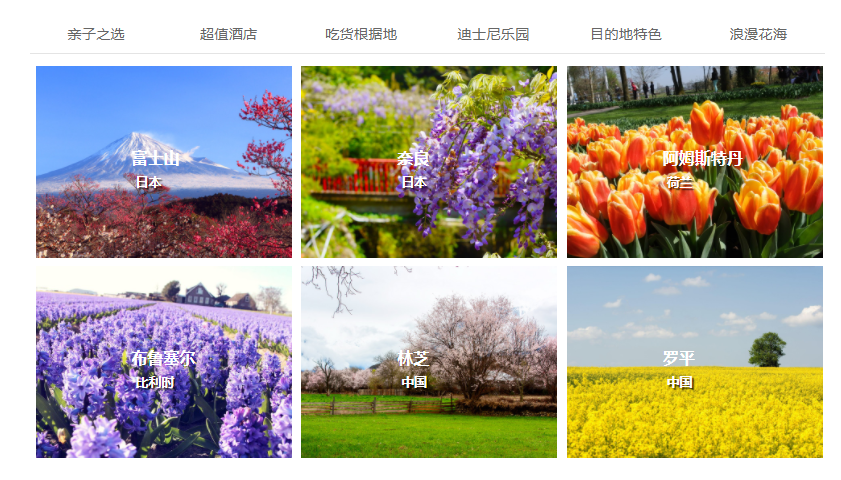 亲子之选 超值酒店 吃货根据地 迪士尼乐园 目的地特色 浪漫花海
富士山 奈良 阿姆斯特丹
日本 日本 荷兰
布鲁塞尔 林芝 罗平
比利时 中国 中国